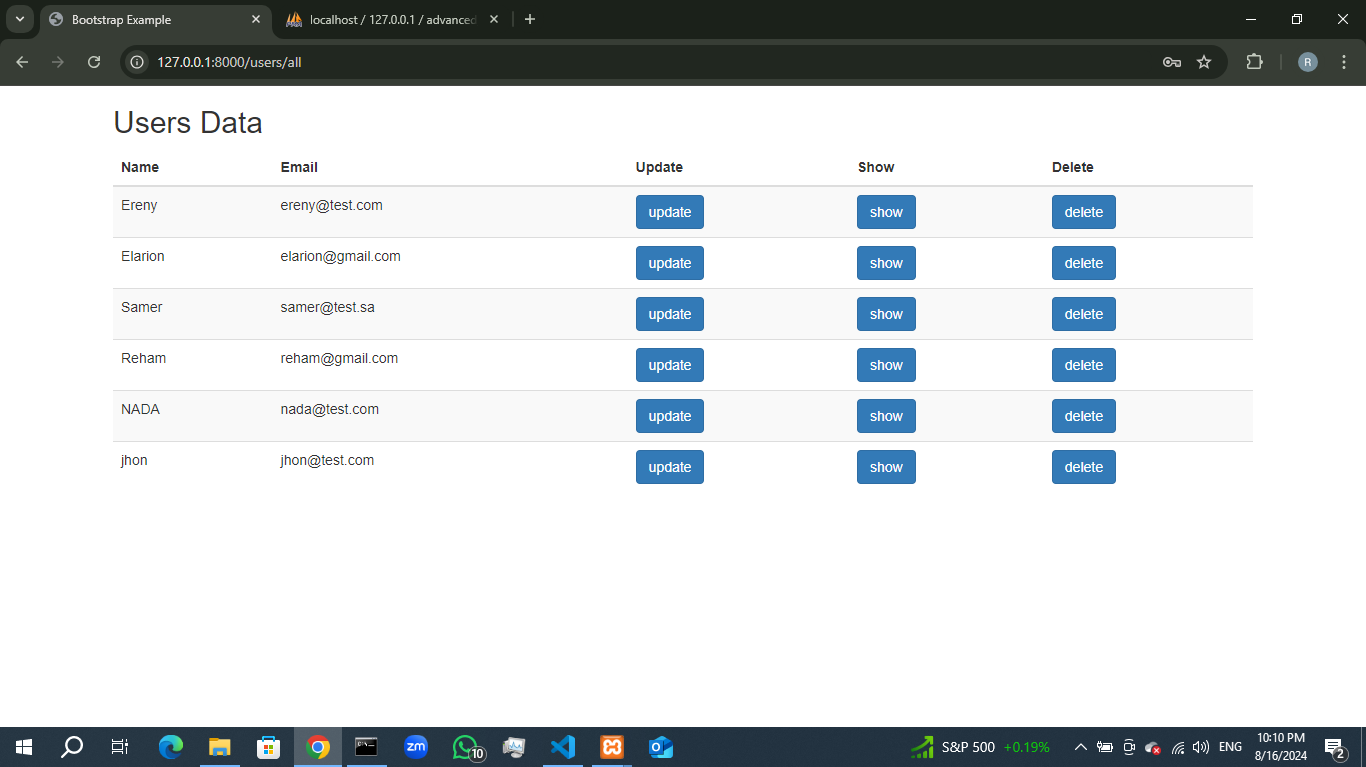 Bootstrap Example
localhost / 127.0.0.1 / advanced
127.0.0.1:8000/users/all
R
Users Data
Name Email Update Show Delete
Ereny ereny@test.com update show delete
Elarion elarion@gmail.com update show delete
Samer samer@test.sa update show delete
Reham reham@gmail.com update show delete
NADA nada@test.com update show delete
jhon jhon@test.com update show delete
zm 10 S&P 500 +0.19% ENG 10:10 PM
8/16/2024 2